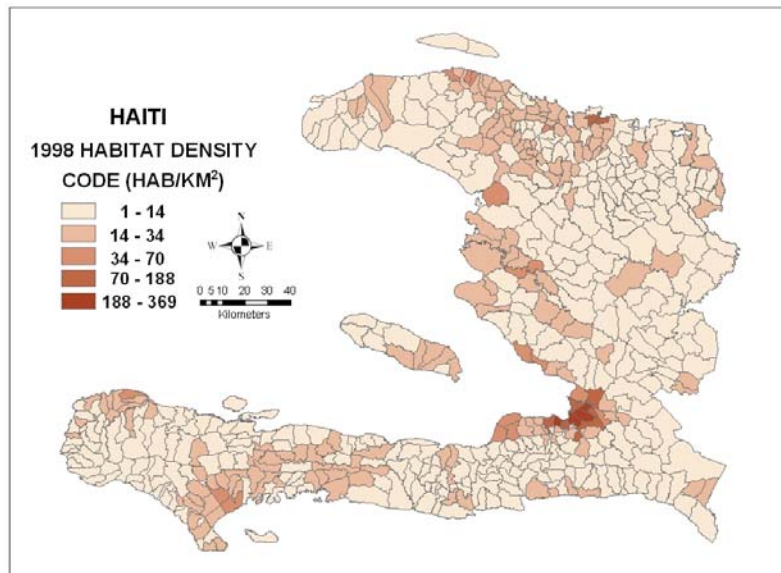 HAITI
1998 HABITAT DENSITY
CODE (HAB/KM²)
1 - 14
14 - 34
34 - 70
70 - 188
188 - 369
N
W E
S
0 5 10 20 30 40
Kilometers